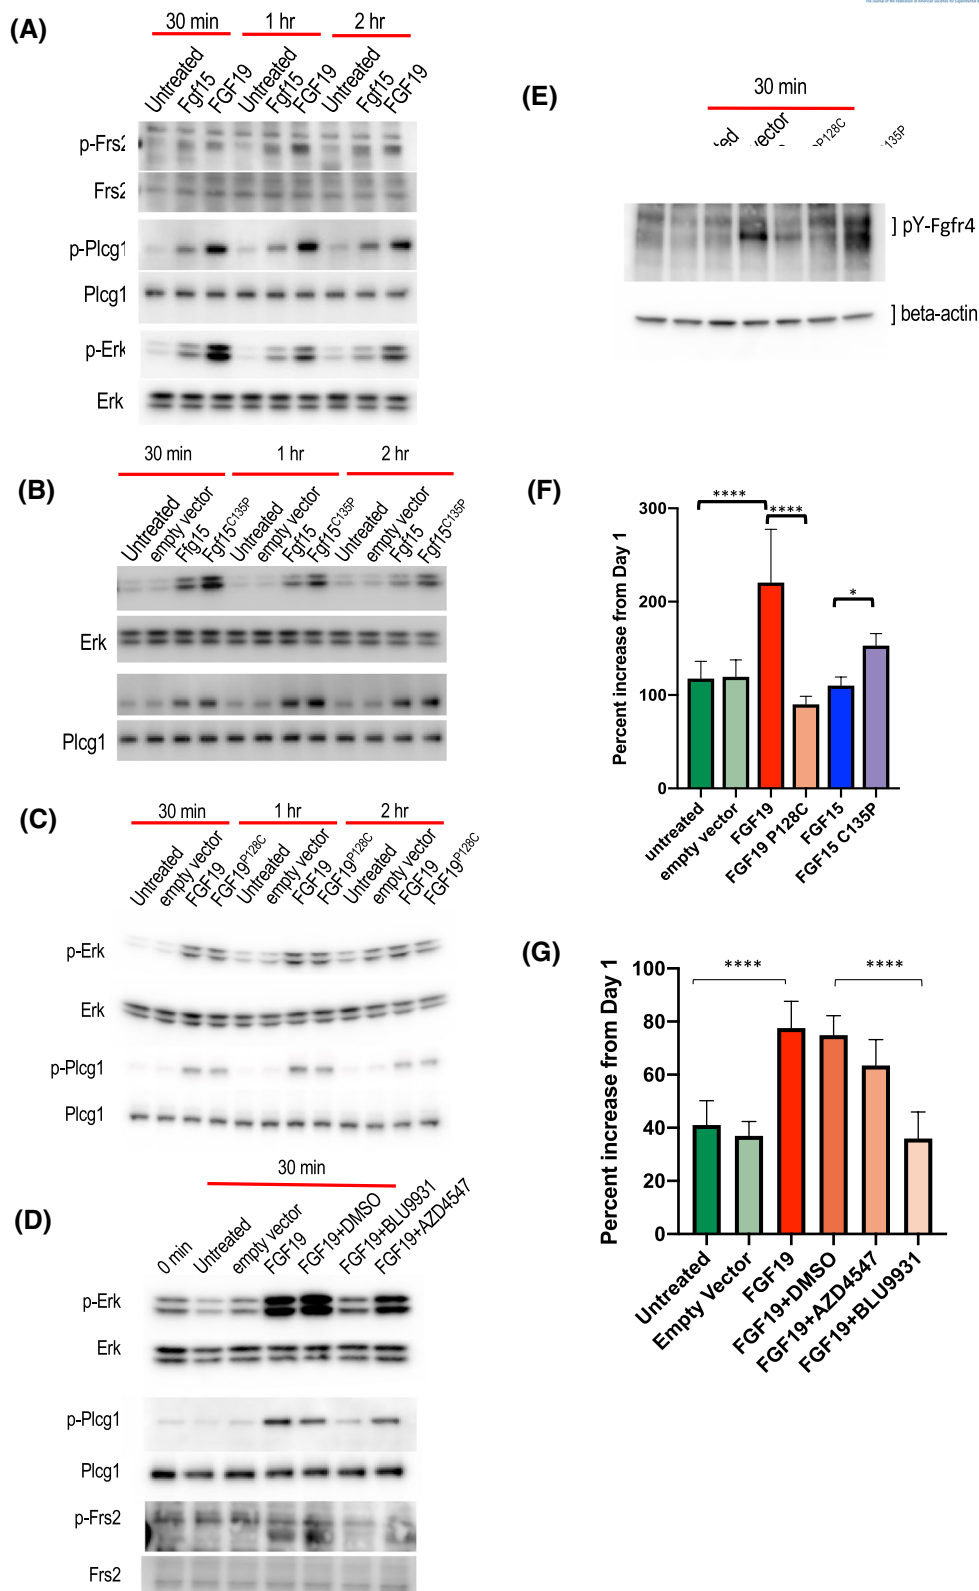 (A)
30 min 1 hr 2 hr
Untreated Fgf15 FGF19 Untreated Fgf15 FGF19 Untreated Fgf15 FGF19
p-Frs2
Frs2
p-Plcg1
Plcg1
p-Erk
Erk
(B)
30 min 1 hr 2 hr
Untreated empty vector Ffg15 Fgf15C135P Untreated empty vector Fgf15 Fgf15C135P Untreated empty vector Fgf15 Fgf15C135P
Erk
Plcg1
(C)
30 min 1 hr 2 hr
Untreated empty vector FGF19 FGF19P128C Untreated empty vector FGF19 FGF19P128C Untreated empty vector FGF19 FGF19P128C
p-Erk
Erk
p-Plcg1
Plcg1
(D)
30 min
0 min Untreated empty vector FGF19 FGF19+DMSO FGF19+BLU9931 FGF19+AZD4547
p-Erk
Erk
p-Plcg1
Plcg1
p-Frs2
Frs2
(E)
30 min
vector P128C C135P
] pY-Fgfr4
] beta-actin
(F)
Percent increase from Day 1
300
200
100
0
**** **** *
untreated empty vector FGF19 FGF19 P128C FGF15 FGF15 C135P
(G)
Percent increase from Day 1
100
80
60
40
20
0
**** ****
Untreated Empty Vector FGF19 FGF19+DMSO FGF19+AZD4547 FGF19+BLU9931